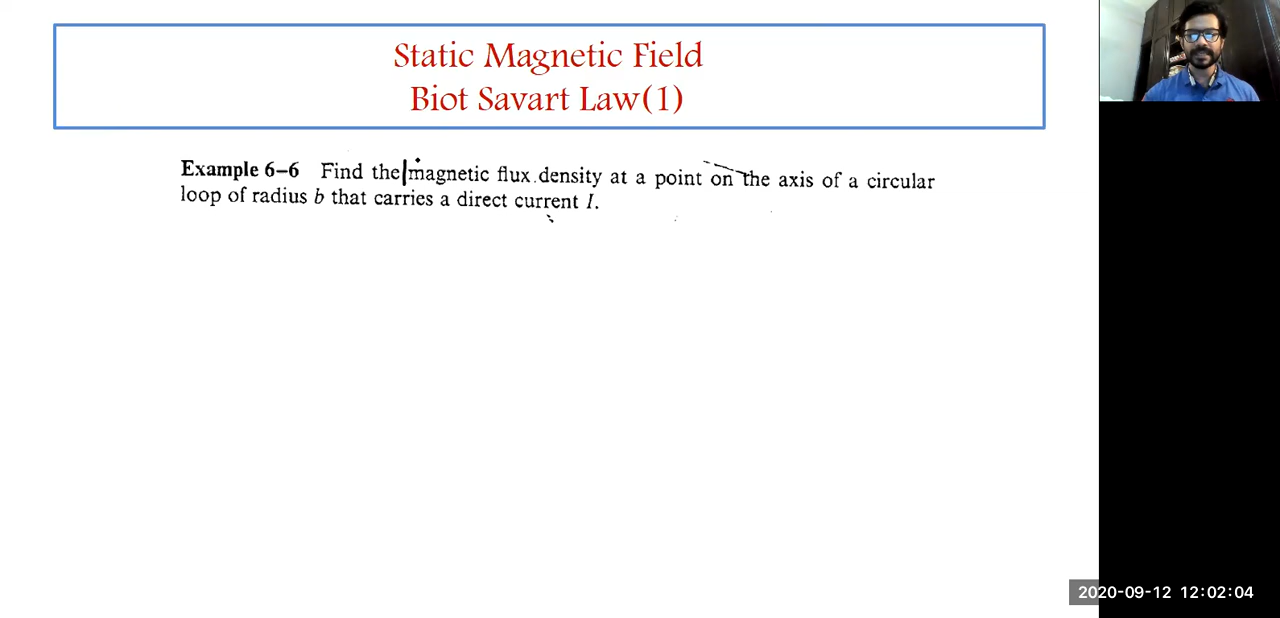 Static Magnetic Field
Biot Savart Law(1)
Example 6–6 Find the magnetic flux density at a point on the axis of a circular
loop of radius b that carries a direct current I.
2020-09-12 12:02:04